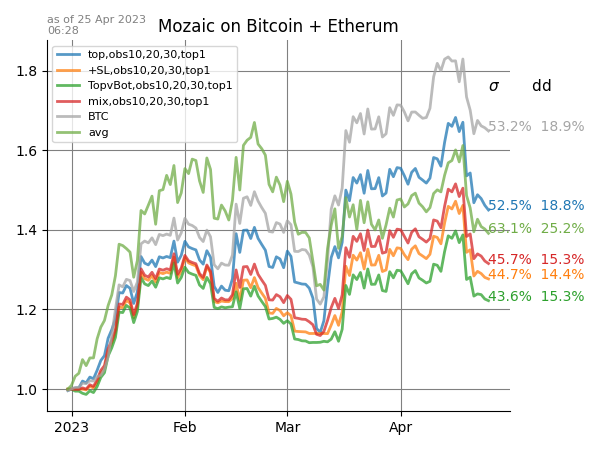 as of 25 Apr 2023
06:28
Mozaic on Bitcoin + Etherum
top,obs10,20,30,top1
+SL,obs10,20,30,top1
TopvBot,obs10,20,30,top1
mix,obs10,20,30,top1
BTC
avg
σ dd
53.2% 18.9%
52.5% 18.8%
63.1% 25.2%
45.7% 15.3%
44.7% 14.4%
43.6% 15.3%
1.8
1.6
1.4
1.2
1.0
2023 Feb Mar Apr